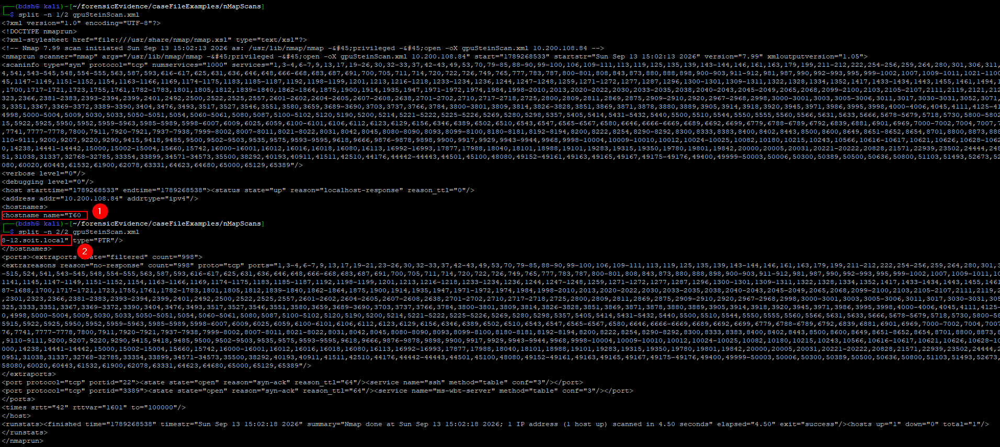 (bdsh㉿ kali)-[~/forensicEvidence/caseFileExamples/nMapScans]
$ split -n 1/2 gpuSteinScan.xml
<?xml version="1.0" encoding="UTF-8"?>
<!DOCTYPE nmaprun>
<?xml-stylesheet href="file:///usr/share/nmap/nmap.xsl" type="text/xsl"?>
<!-- Nmap 7.99 scan initiated Sun Sep 13 15:02:13 2026 as: /usr/lib/nmap/nmap -&#45;privileged -&#45;open -oX gpuSteinScan.xml 10.200.108.84 -->
<nmaprun scanner="nmap" args="/usr/lib/nmap/nmap -&#45;privileged -&#45;open -oX gpuSteinScan.xml 10.200.108.84" start="1789268533" startstr="Sun Sep 13 15:02:13 2026" version="7.99" xmloutputversion="1.05">
<scaninfo type="syn" protocol="tcp" numservices="1000" services="1,3-4,6-7,9,13,17,19-26,30,32-33,37,42-43,49,53,70,79-85,88-90,99-100,106,109-111,113,119,125,135,139,143-144,146,161,163,179,199,211-212,222,254-256,259,264,280,301,306,311,
4,541,543-545,548,554-555,563,587,593,616-617,625,631,636,646,648,666-668,683,687,691,700,705,711,714,720,722,726,749,765,777,783,787,800-801,808,843,873,880,888,898,900-903,911-912,981,987,990,992-993,995,999-1002,1007,1009-1011,1021-1100
45,1147-1149,1151-1152,1154,1163-1166,1169,1174-1175,1183,1185-1187,1192,1198-1199,1201,1213,1216-1218,1233-1234,1236,1244,1247-1248,1259,1271-1272,1277,1287,1296,1300-1301,1309-1311,1322,1328,1334,1352,1417,1433-1434,1443,1455,1461,1494,1
,1700,1717-1721,1723,1755,1761,1782-1783,1801,1805,1812,1839-1840,1862-1864,1875,1900,1914,1935,1947,1971-1972,1974,1984,1998-2010,2013,2020-2022,2030,2033-2035,2038,2040-2043,2045-2049,2065,2068,2099-2100,2103,2105-2107,2111,2119,2121,212
323,2366,2381-2383,2393-2394,2399,2401,2492,2500,2522,2525,2557,2601-2602,2604-2605,2607-2608,2638,2701-2702,2710,2717-2718,2725,2800,2809,2811,2869,2875,2909-2910,2920,2967-2968,2998,3000-3001,3003,3005-3006,3011,3017,3030-3031,3052,3071,
3,3351,3367,3369-3372,3389-3390,3404,3476,3493,3517,3527,3546,3551,3580,3659,3689-3690,3703,3737,3766,3784,3800-3801,3809,3814,3826-3828,3851,3869,3871,3878,3880,3889,3905,3914,3918,3920,3945,3971,3986,3995,3998,4000-4006,4045,4111,4125-41
4998,5000-5004,5009,5030,5033,5050-5051,5054,5060-5061,5080,5087,5100-5102,5120,5190,5200,5214,5221-5222,5225-5226,5269,5280,5298,5357,5405,5414,5431-5432,5440,5500,5510,5544,5550,5555,5560,5566,5631,5633,5666,5678-5679,5718,5730,5800-5802
15,5922,5925,5950,5952,5959-5963,5985-5989,5998-6007,6009,6025,6059,6100-6101,6106,6112,6123,6129,6156,6346,6389,6502,6510,6543,6547,6565-6567,6580,6646,6666-6669,6689,6692,6699,6779,6788-6789,6792,6839,6881,6901,6969,7000-7002,7004,7007,7
,7741,7777-7778,7800,7911,7920-7921,7937-7938,7999-8002,8007-8011,8021-8022,8031,8042,8045,8080-8090,8093,8099-8100,8180-8181,8192-8194,8200,8222,8254,8290-8292,8300,8333,8383,8400,8402,8443,8500,8600,8649,8651-8652,8654,8701,8800,8873,888
110-9111,9200,9207,9220,9290,9415,9418,9485,9500,9502-9503,9535,9575,9593-9595,9618,9666,9876-9878,9898,9900,9917,9929,9943-9944,9968,9998-10004,10009-10010,10012,10024-10025,10082,10180,10215,10243,10566,10616-10617,10621,10626,10628-1062
0,14238,14441-14442,15000,15002-15004,15660,15742,16000-16001,16012,16016,16018,16080,16113,16992-16993,17877,17988,18040,18101,18988,19101,19283,19315,19350,19780,19801,19842,20000,20005,20031,20221-20222,20828,21571,22939,23502,24444,248
51,31038,31337,32768-32785,33354,33899,34571-34573,35500,38292,40193,40911,41511,42510,44176,44442-44443,44501,45100,48080,49152-49161,49163,49165,49167,49175-49176,49400,49999-50003,50006,50300,50389,50500,50636,50800,51103,51493,52673,52
080,60020,60443,61532,61900,62078,63331,64623,64680,65000,65129,65389"/>
<verbose level="0"/>
<debugging level="0"/>
<host starttime="1789268533" endtime="1789268538"><status state="up" reason="localhost-response" reason_ttl="0"/>
<address addr="10.200.108.84" addrtype="ipv4"/>
<hostnames>
<hostname name="T60
1
(bdsh㉿ kali)-[~/forensicEvidence/caseFileExamples/nMapScans]
$ split -n 2/2 gpuSteinScan.xml
8-12.soit.local" type="PTR"/>
</hostnames>
2
<ports><extraports state="filtered" count="998">
<extrareasons reason="no-response" count="998" proto="tcp" ports="1,3-4,6-7,9,13,17,19-21,23-26,30,32-33,37,42-43,49,53,70,79-85,88-90,99-100,106,109-111,113,119,125,135,139,143-144,146,161,163,179,199,211-212,222,254-256,259,264,280,301,3
-515,524,541,543-545,548,554-555,563,587,593,616-617,625,631,636,646,648,666-668,683,687,691,700,705,711,714,720,722,726,749,765,777,783,787,800-801,808,843,873,880,888,898,900-903,911-912,981,987,990,992-993,995,999-1002,1007,1009-1011,10
1141,1145,1147-1149,1151-1152,1154,1163-1166,1169,1174-1175,1183,1185-1187,1192,1198-1199,1201,1213,1216-1218,1233-1234,1236,1244,1247-1248,1259,1271-1272,1277,1287,1296,1300-1301,1309-1311,1322,1328,1334,1352,1417,1433-1434,1443,1455,1461
87-1688,1700,1717-1721,1723,1755,1761,1782-1783,1801,1805,1812,1839-1840,1862-1864,1875,1900,1914,1935,1947,1971-1972,1974,1984,1998-2010,2013,2020-2022,2030,2033-2035,2038,2040-2043,2045-2049,2065,2068,2099-2100,2103,2105-2107,2111,2119,2
,2301,2323,2366,2381-2383,2393-2394,2399,2401,2492,2500,2522,2525,2557,2601-2602,2604-2605,2607-2608,2638,2701-2702,2710,2717-2718,2725,2800,2809,2811,2869,2875,2909-2910,2920,2967-2968,2998,3000-3001,3003,3005-3006,3011,3017,3030-3031,305
325,3333,3351,3367,3369-3372,3390,3404,3476,3493,3517,3527,3546,3551,3580,3659,3689-3690,3703,3737,3766,3784,3800-3801,3809,3814,3826-3828,3851,3869,3871,3878,3880,3889,3905,3914,3918,3920,3945,3971,3986,3995,3998,4000-4006,4045,4111,4125-
0,4998,5000-5004,5009,5030,5033,5050-5051,5054,5060-5061,5080,5087,5100-5102,5120,5190,5200,5214,5221-5222,5225-5226,5269,5280,5298,5357,5405,5414,5431-5432,5440,5500,5510,5544,5550,5555,5560,5566,5631,5633,5666,5678-5679,5718,5730,5800-58
5915,5922,5925,5950,5952,5959-5963,5985-5989,5998-6007,6009,6025,6059,6100-6101,6106,6112,6123,6129,6156,6346,6389,6502,6510,6543,6547,6565-6567,6580,6646,6666-6669,6689,6692,6699,6779,6788-6789,6792,6839,6881,6901,6969,7000-7002,7004,7007
76,7741,7777-7778,7800,7911,7920-7921,7937-7938,7999-8002,8007-8011,8021-8022,8031,8042,8045,8080-8090,8093,8099-8100,8180-8181,8192-8194,8200,8222,8254,8290-8292,8300,8333,8383,8400,8402,8443,8500,8600,8649,8651-8652,8654,8701,8800,8873,8
,9110-9111,9200,9207,9220,9290,9415,9418,9485,9500,9502-9503,9535,9575,9593-9595,9618,9666,9876-9878,9898,9900,9917,9929,9943-9944,9968,9998-10004,10009-10010,10012,10024-10025,10082,10180,10215,10243,10566,10616-10617,10621,10626,10628-10
000,14238,14441-14442,15000,15002-15004,15660,15742,16000-16001,16012,16016,16018,16080,16113,16992-16993,17877,17988,18040,18101,18988,19101,19283,19315,19350,19780,19801,19842,20000,20005,20031,20221-20222,20828,21571,22939,23502,24444,2
0951,31038,31337,32768-32785,33354,33899,34571-34573,35500,38292,40193,40911,41511,42510,44176,44442-44443,44501,45100,48080,49152-49161,49163,49165,49167,49175-49176,49400,49999-50003,50006,50300,50389,50500,50636,50800,51103,51493,52673,
58080,60020,60443,61532,61900,62078,63331,64623,64680,65000,65129,65389"/>
</extraports>
<port protocol="tcp" portid="22"><state state="open" reason="syn-ack" reason_ttl="64"/><service name="ssh" method="table" conf="3"/></port>
<port protocol="tcp" portid="3389"><state state="open" reason="syn-ack" reason_ttl="64"/><service name="ms-wbt-server" method="table" conf="3"/></port>
</ports>
<times srtt="42" rttvar="1601" to="100000"/>
</host>
<runstats><finished time="1789268538" timestr="Sun Sep 13 15:02:18 2026" summary="Nmap done at Sun Sep 13 15:02:18 2026; 1 IP address (1 host up) scanned in 4.50 seconds" elapsed="4.50" exit="success"/><hosts up="1" down="0" total="1"/>
</runstats>
</nmaprun>